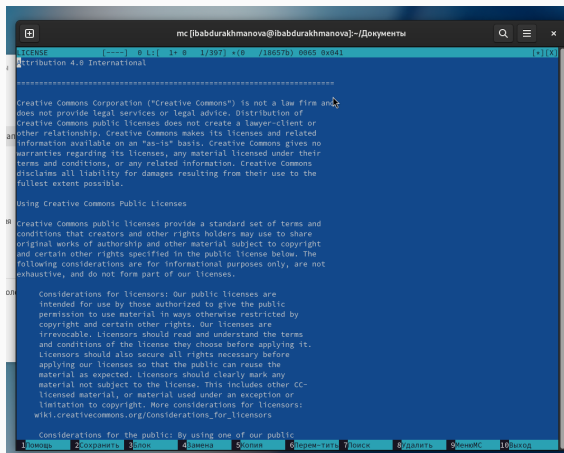 mc [ibabdurakhmanova@ibabdurakhmanova]:~/Документы
LICENSE [----] 0 L:[ 1+ 0 1/397] *(0 /18657b) 0065 0x041 [*][X]
Attribution 4.0 International
=======================================================================
Creative Commons Corporation ("Creative Commons") is not a law firm and
does not provide legal services or legal advice. Distribution of
Creative Commons public licenses does not create a lawyer-client or
other relationship. Creative Commons makes its licenses and related
information available on an "as-is" basis. Creative Commons gives no
warranties regarding its licenses, any material licensed under their
terms and conditions, or any related information. Creative Commons
disclaims all liability for damages resulting from their use to the
fullest extent possible.
Using Creative Commons Public Licenses
Creative Commons public licenses provide a standard set of terms and
conditions that creators and other rights holders may use to share
original works of authorship and other material subject to copyright
and certain other rights specified in the public license below. The
following considerations are for informational purposes only, are not
exhaustive, and do not form part of our licenses.
Considerations for licensors: Our public licenses are
intended for use by those authorized to give the public
permission to use material in ways otherwise restricted by
copyright and certain other rights. Our licenses are
irrevocable. Licensors should read and understand the terms
and conditions of the license they choose before applying it.
Licensors should also secure all rights necessary before
applying our licenses so that the public can reuse the
material as expected. Licensors should clearly mark any
material not subject to the license. This includes other CC-
licensed material, or material used under an exception or
limitation to copyright. More considerations for licensors:
wiki.creativecommons.org/Considerations_for_licensors
Considerations for the public: By using one of our public
1Помощь 2Сохранить 3Блок 4Замена 5Копия 6Перем~тить 7Поиск 8Удалить 9МенюMC 10Выход